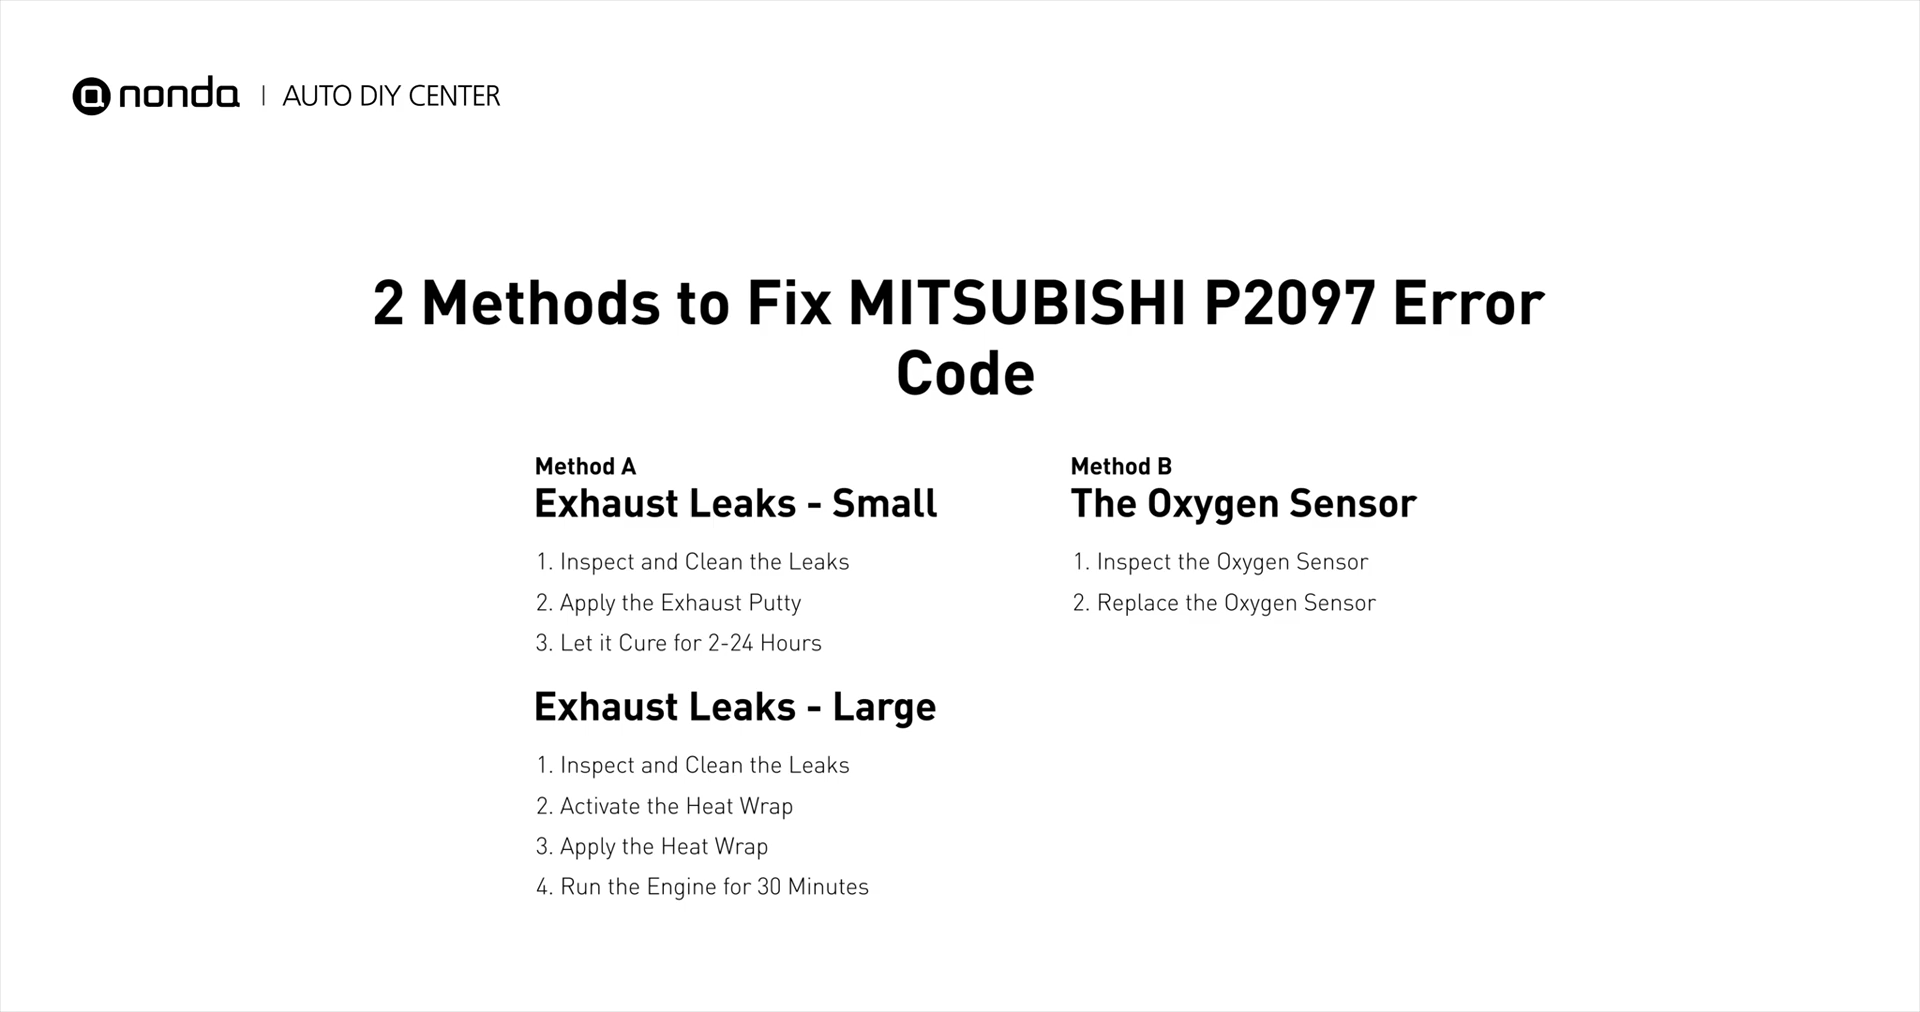 nonda | AUTO DIY CENTER
2 Methods to Fix MITSUBISHI P2097 Error
Code
Method A
Exhaust Leaks - Small
1. Inspect and Clean the Leaks
2. Apply the Exhaust Putty
3. Let it Cure for 2-24 Hours
Exhaust Leaks - Large
1. Inspect and Clean the Leaks
2. Activate the Heat Wrap
3. Apply the Heat Wrap
4. Run the Engine for 30 Minutes
Method B
The Oxygen Sensor
1. Inspect the Oxygen Sensor
2. Replace the Oxygen Sensor